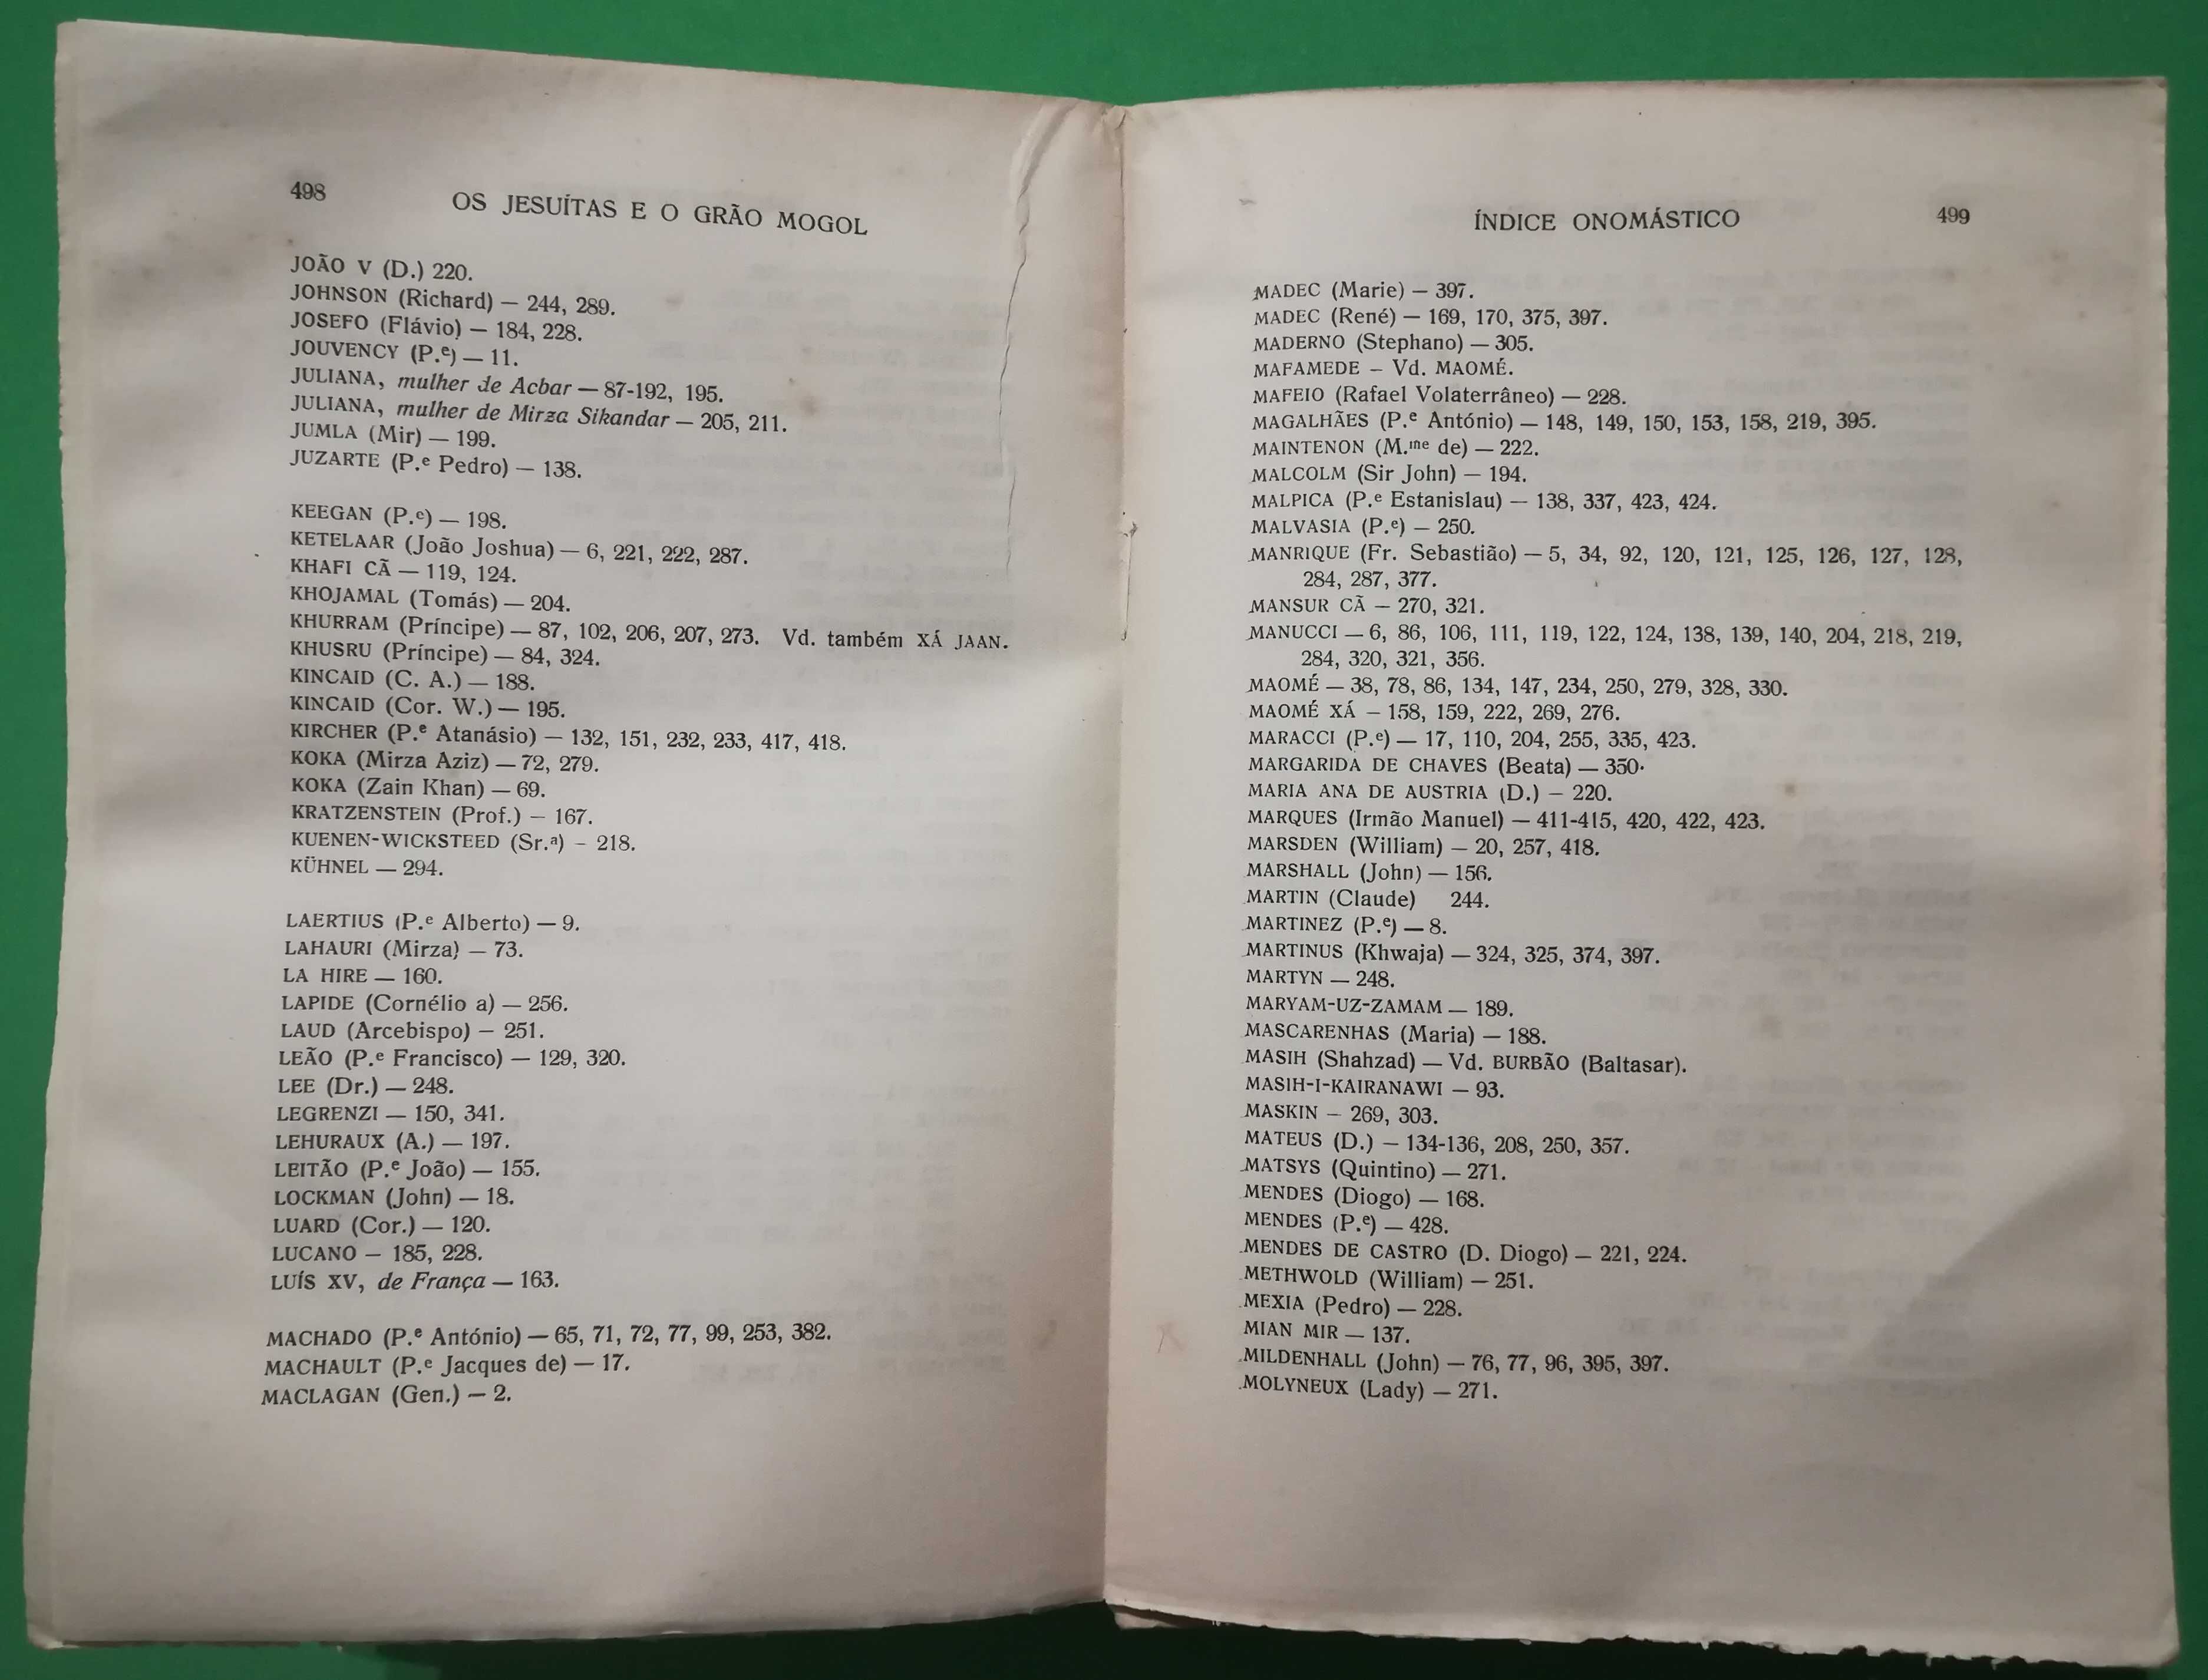 498
OS JESUÍTAS E O GRÃO MOGOL
JOÃO V (D.) 220.
JOHNSON (Richard) — 244, 289.
JOSEFO (Flávio) — 184, 228.
JOUVENCY (P.e) — 11.
JULIANA, mulher de Acbar — 87-192, 195.
JULIANA, mulher de Mirza Sikandar — 205, 211.
JUMLA (Mir) — 199.
JUZARTE (P.e Pedro) — 138.
KEEGAN (P.e) — 198.
KETELAAR (João Joshua) — 6, 221, 222, 287.
KHAFI CÃ — 119, 124.
KHOJAMAL (Tomás) — 204.
KHURRAM (Príncipe) — 87, 102, 206, 207, 273. Vd. também XÁ JAAN.
KHUSRU (Príncipe) — 84, 324.
KINCAID (C. A.) — 188.
KINCAID (Cor. W.) — 195.
KIRCHER (P.e Atanásio) — 132, 151, 232, 233, 417, 418.
KOKA (Mirza Aziz) — 72, 279.
KOKA (Zain Khan) — 69.
KRATZENSTEIN (Prof.) — 167.
KUENEN-WICKSTEED (Sr.a) – 218.
KÜHNEL — 294.
LAERTIUS (P.e Alberto) — 9.
LAHAURI (Mirza) — 73.
LA HIRE — 160.
LAPIDE (Cornélio a) — 256.
LAUD (Arcebispo) — 251.
LEÃO (P.e Francisco) — 129, 320.
LEE (Dr.) — 248.
LEGRENZI — 150, 341.
LEHURAUX (A.) — 197.
LEITÃO (P.e João) — 155.
LOCKMAN (John) — 18.
LUARD (Cor.) — 120.
LUCANO — 185, 228.
LUÍS XV, de França — 163.
MACHADO (P.e António) — 65, 71, 72, 77, 99, 253, 382.
MACHAULT (P.e Jacques de) — 17.
MACLAGAN (Gen.) — 2.
ÍNDICE ONOMÁSTICO
499
MADEC (Marie) — 397.
MADEC (René) — 169, 170, 375, 397.
MADERNO (Stephano) — 305.
MAFAMEDE – Vd. MAOMÉ.
MAFEIO (Rafael Volaterrâneo) — 228.
MAGALHÃES (P.e António) — 148, 149, 150, 153, 158, 219, 395.
MAINTENON (M.me de) — 222.
MALCOLM (Sir John) — 194.
MALPICA (P.e Estanislau) — 138, 337, 423, 424.
MALVASIA (P.e) — 250.
MANRIQUE (Fr. Sebastião) — 5, 34, 92, 120, 121, 125, 126, 127, 128,
284, 287, 377.
MANSUR CÃ — 270, 321.
MANUCCI — 6, 86, 106, 111, 119, 122, 124, 138, 139, 140, 204, 218, 219,
284, 320, 321, 356.
MAOMÉ — 38, 78, 86, 134, 147, 234, 250, 279, 328, 330.
MAOMÉ XÁ — 158, 159, 222, 269, 276.
MARACCI (P.e) — 17, 110, 204, 255, 335, 423.
MARGARIDA DE CHAVES (Beata) — 350.
MARIA ANA DE AUSTRIA (D.) — 220.
MARQUES (Irmão Manuel) — 411-415, 420, 422, 423.
MARSDEN (William) — 20, 257, 418.
MARSHALL (John) — 156.
MARTIN (Claude) 244.
MARTINEZ (P.e) — 8.
MARTINUS (Khwaja) — 324, 325, 374, 397.
MARTYN — 248.
MARYAM-UZ-ZAMAM — 189.
MASCARENHAS (Maria) — 188.
MASIH (Shahzad) — Vd. BURBÃO (Baltasar).
MASIH-I-KAIRANAWI — 93.
MASKIN — 269, 303.
MATEUS (D.) — 134-136, 208, 250, 357.
MATSYS (Quintino) — 271.
MENDES (Diogo) — 168.
MENDES (P.e) — 428.
MENDES DE CASTRO (D. Diogo) — 221, 224.
METHWOLD (William) — 251.
MEXIA (Pedro) — 228.
MIAN MIR — 137.
MILDENHALL (John) — 76, 77, 96, 395, 397.
MOLYNEUX (Lady) — 271.